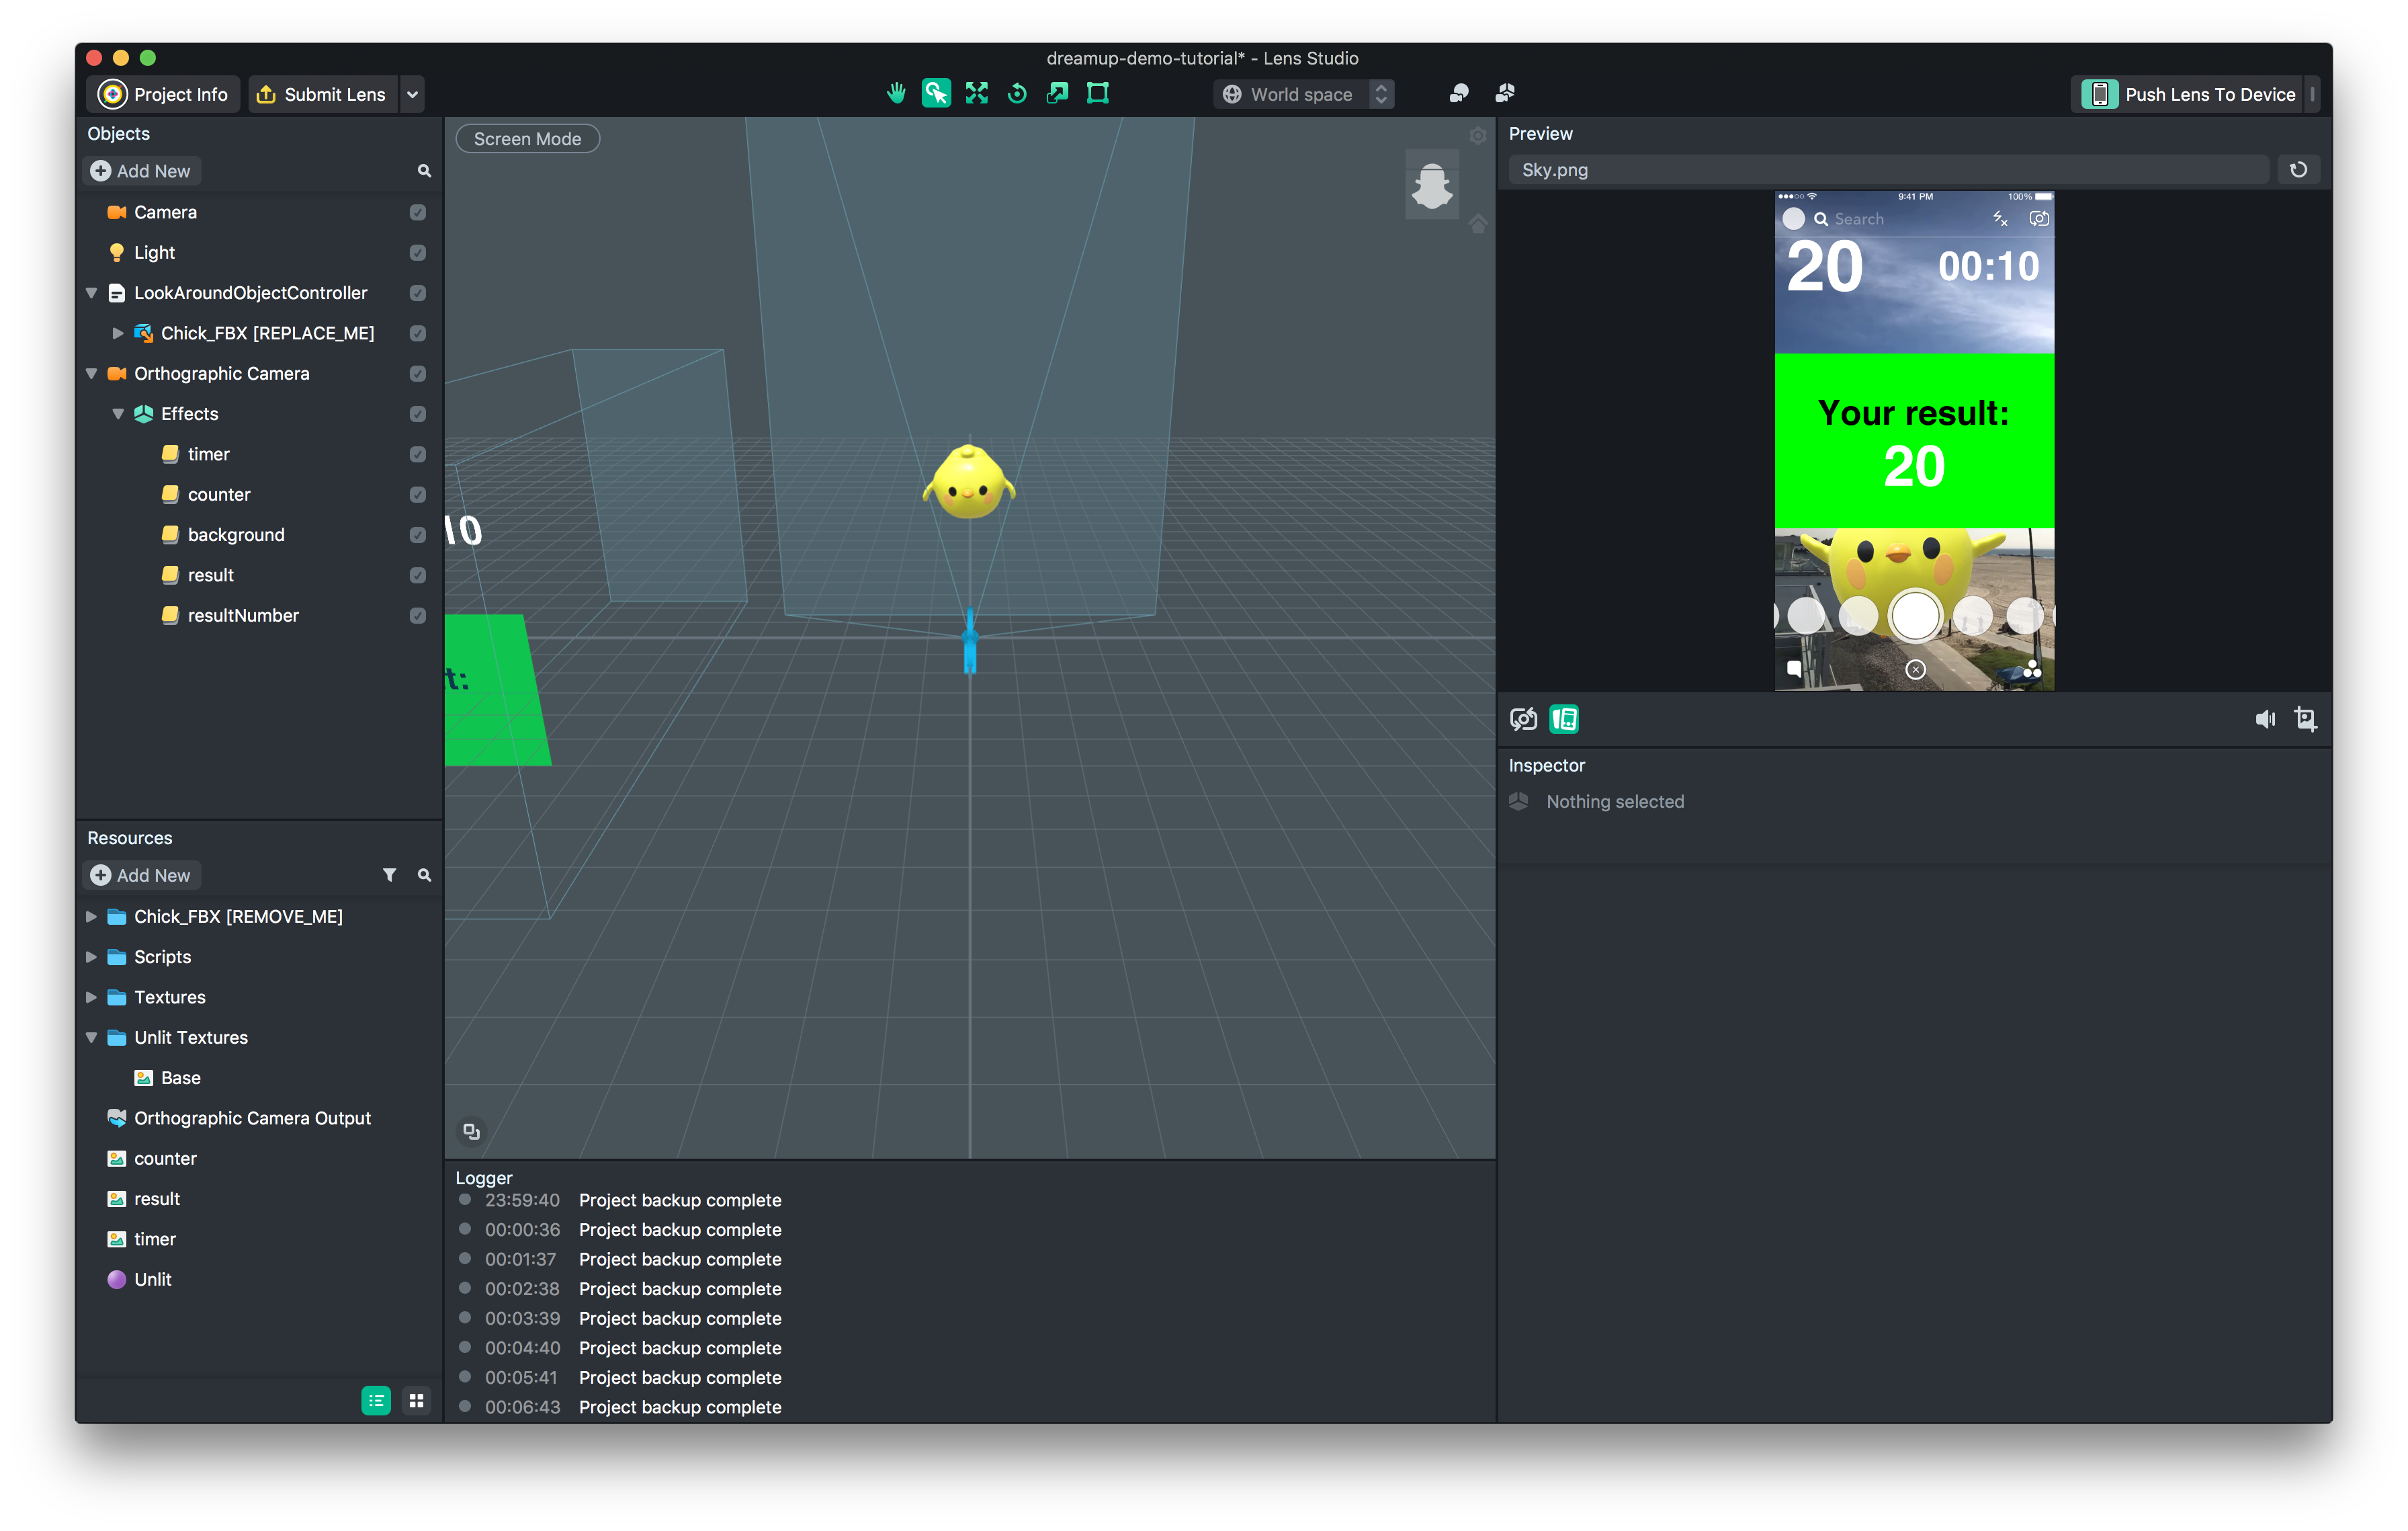 dreamup-demo-tutorial* - Lens Studio
Project Info
Submit Lens
World space
Push Lens To Device
Objects
Add New
Camera
Light
LookAroundObjectController
Chick_FBX [REPLACE_ME]
Orthographic Camera
Effects
timer
counter
background
result
resultNumber
Resources
Add New
Chick_FBX [REMOVE_ME]
Scripts
Textures
Unlit Textures
Base
Orthographic Camera Output
counter
result
timer
Unlit
Screen Mode
10
t:
Logger
23:59:40 Project backup complete
00:00:36 Project backup complete
00:01:37 Project backup complete
00:02:38 Project backup complete
00:03:39 Project backup complete
00:04:40 Project backup complete
00:05:41 Project backup complete
00:06:43 Project backup complete
Preview
Sky.png
9:41 PM 100%
Search
20 00:10
Your result:
20
Inspector
Nothing selected